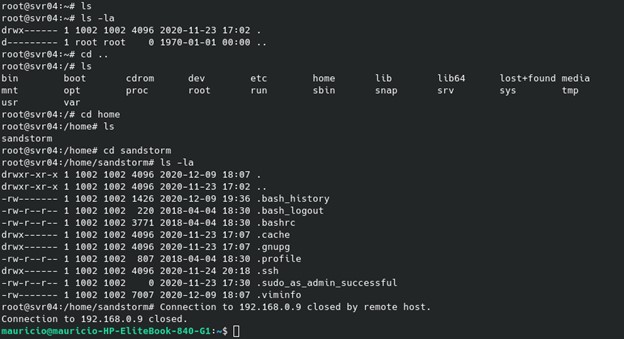 root@svr04:~# ls
root@svr04:~# ls -la
drwx------ 1 1002 1002 4096 2020-11-23 17:02 .
d--------- 1 root root    0 1970-01-01 00:00 ..
root@svr04:~# cd ..
root@svr04:/# ls
bin        boot       cdrom      dev        etc        home       lib        lib64      lost+found media
mnt        opt        proc       root       run        sbin       snap       srv        sys        tmp
usr        var
root@svr04:/# cd home
root@svr04:/home# ls
sandstorm
root@svr04:/home# cd sandstorm
root@svr04:/home/sandstorm# ls -la
drwxr-xr-x 1 1002 1002 4096 2020-12-09 18:07 .
drwxr-xr-x 1 1002 1002 4096 2020-11-23 17:02 ..
-rw------- 1 1002 1002 1426 2020-12-09 19:36 .bash_history
-rw-r--r-- 1 1002 1002  220 2018-04-04 18:30 .bash_logout
-rw-r--r-- 1 1002 1002 3771 2018-04-04 18:30 .bashrc
drwx------ 1 1002 1002 4096 2020-11-23 17:07 .cache
drwx------ 1 1002 1002 4096 2020-11-23 17:07 .gnupg
-rw-r--r-- 1 1002 1002  807 2018-04-04 18:30 .profile
drwx------ 1 1002 1002 4096 2020-11-24 20:18 .ssh
-rw-r--r-- 1 1002 1002    0 2020-11-23 17:30 .sudo_as_admin_successful
-rw------- 1 1002 1002 7007 2020-12-09 18:07 .viminfo
root@svr04:/home/sandstorm# Connection to 192.168.0.9 closed by remote host.
Connection to 192.168.0.9 closed.
mauricio@mauricio-HP-EliteBook-840-G1:~$